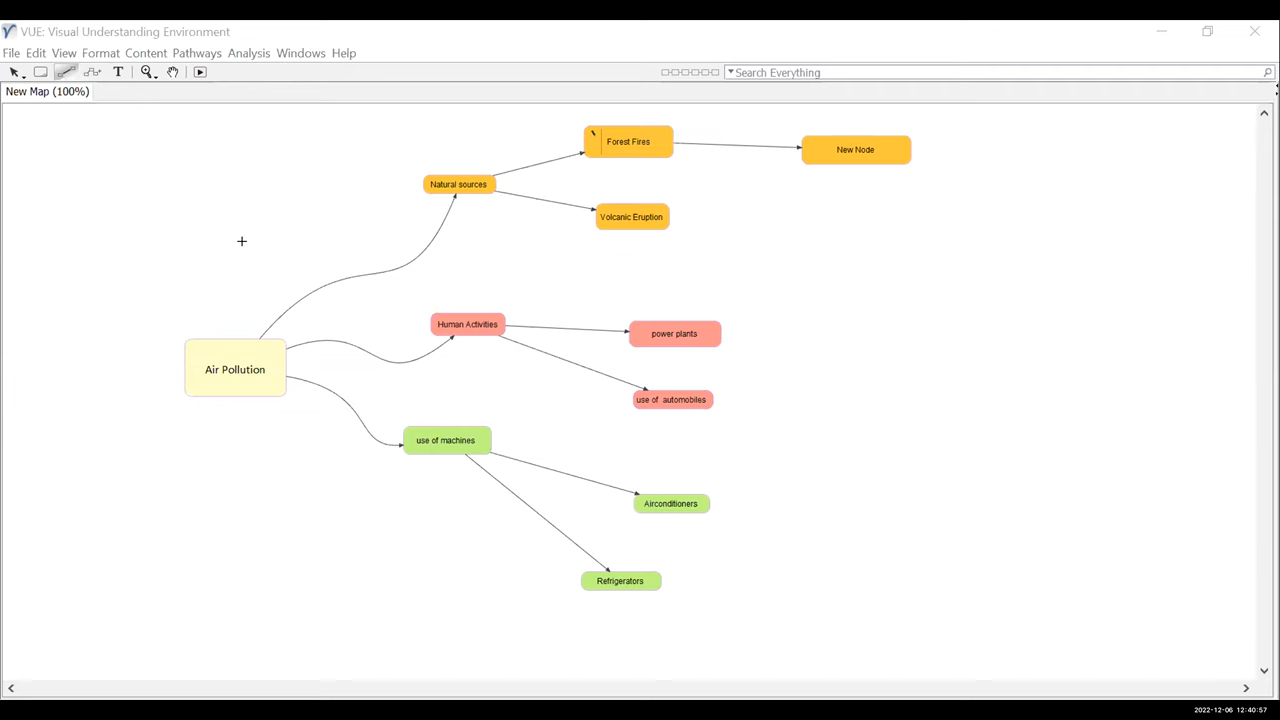 VUE: Visual Understanding Environment
File Edit View Format Content Pathways Analysis Windows Help
T Search Everything
New Map (100%)
Forest Fires
New Node
Natural sources
Volcanic Eruption
Human Activities
power plants
Air Pollution
use of automobiles
use of machines
Airconditioners
Refrigerators
2022-12-06 12:40:57